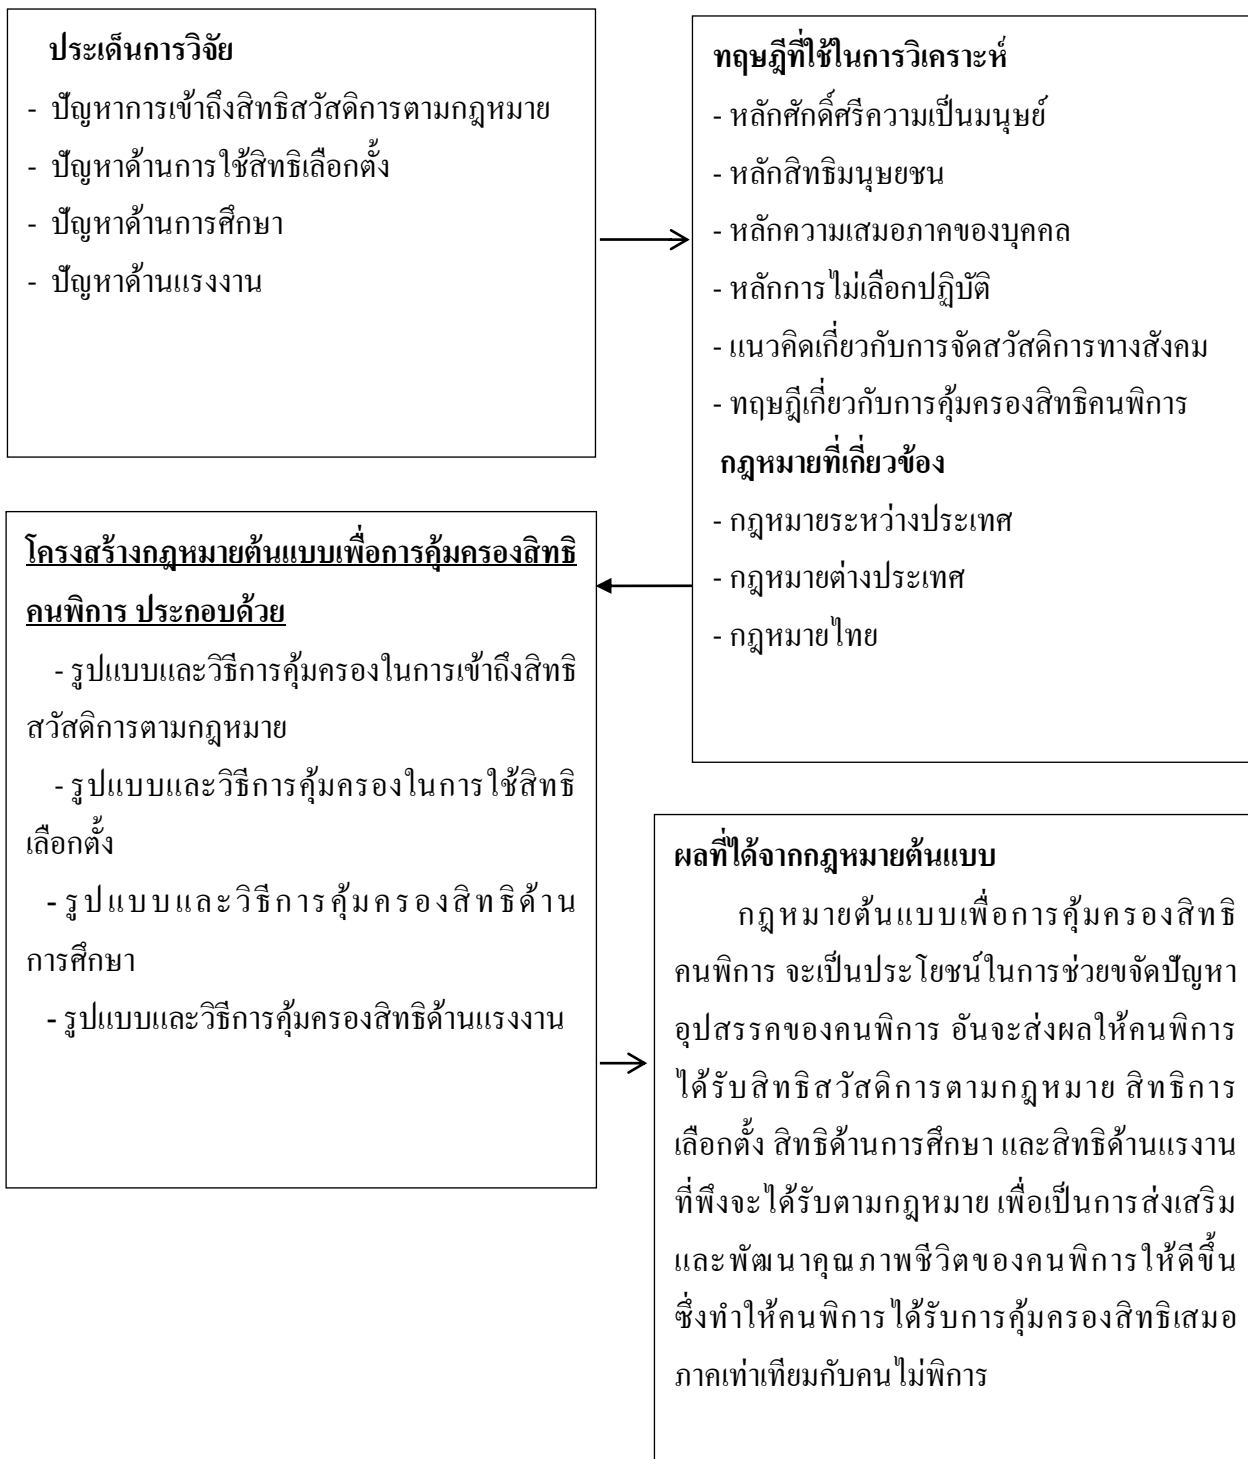 ประเด็นการวิจัย
- ปัญหาการเข้าถึงสิทธิสวัสดิการตามกฎหมาย
- ปัญหาด้านการใช้สิทธิเลือกตั้ง
- ปัญหาด้านการศึกษา
- ปัญหาด้านแรงงาน
ทฤษฎีที่ใช้ในการวิเคราะห์
- หลักศักดิ์ศรีความเป็นมนุษย์
- หลักสิทธิมนุษยชน
- หลักความเสมอภาคของบุคคล
- หลักการไม่เลือกปฏิบัติ
- แนวคิดเกี่ยวกับการจัดสวัสดิการทางสังคม
- ทฤษฎีเกี่ยวกับการคุ้มครองสิทธิคนพิการ
กฎหมายที่เกี่ยวข้อง
- กฎหมายระหว่างประเทศ
- กฎหมายต่างประเทศ
- กฎหมายไทย
โครงสร้างกฎหมายต้นแบบเพื่อการคุ้มครองสิทธิ
คนพิการ ประกอบด้วย
- รูปแบบและวิธีการคุ้มครองในการเข้าถึงสิทธิ
สวัสดิการตามกฎหมาย
- รูปแบบและวิธีการคุ้มครองในการใช้สิทธิ
เลือกตั้ง
- รูปแบบและวิธีการคุ้มครองสิทธิด้าน
การศึกษา
- รูปแบบและวิธีการคุ้มครองสิทธิด้านแรงงาน
ผลที่ได้จากกฎหมายต้นแบบ
กฎหมายต้นแบบเพื่อการคุ้มครองสิทธิ
คนพิการ จะเป็นประโยชน์ในการช่วยขจัดปัญหา
อุปสรรคของคนพิการ อันจะส่งผลให้คนพิการ
ได้รับสิทธิสวัสดิการตามกฎหมาย สิทธิการ
เลือกตั้ง สิทธิด้านการศึกษา และสิทธิด้านแรงาน
ที่พึงจะได้รับตามกฎหมาย เพื่อเป็นการส่งเสริม
และพัฒนาคุณภาพชีวิตของคนพิการให้ดีขึ้น
ซึ่งทำให้คนพิการได้รับการคุ้มครองสิทธิเสมอ
ภาคเท่าเทียมกับคนไม่พิการ